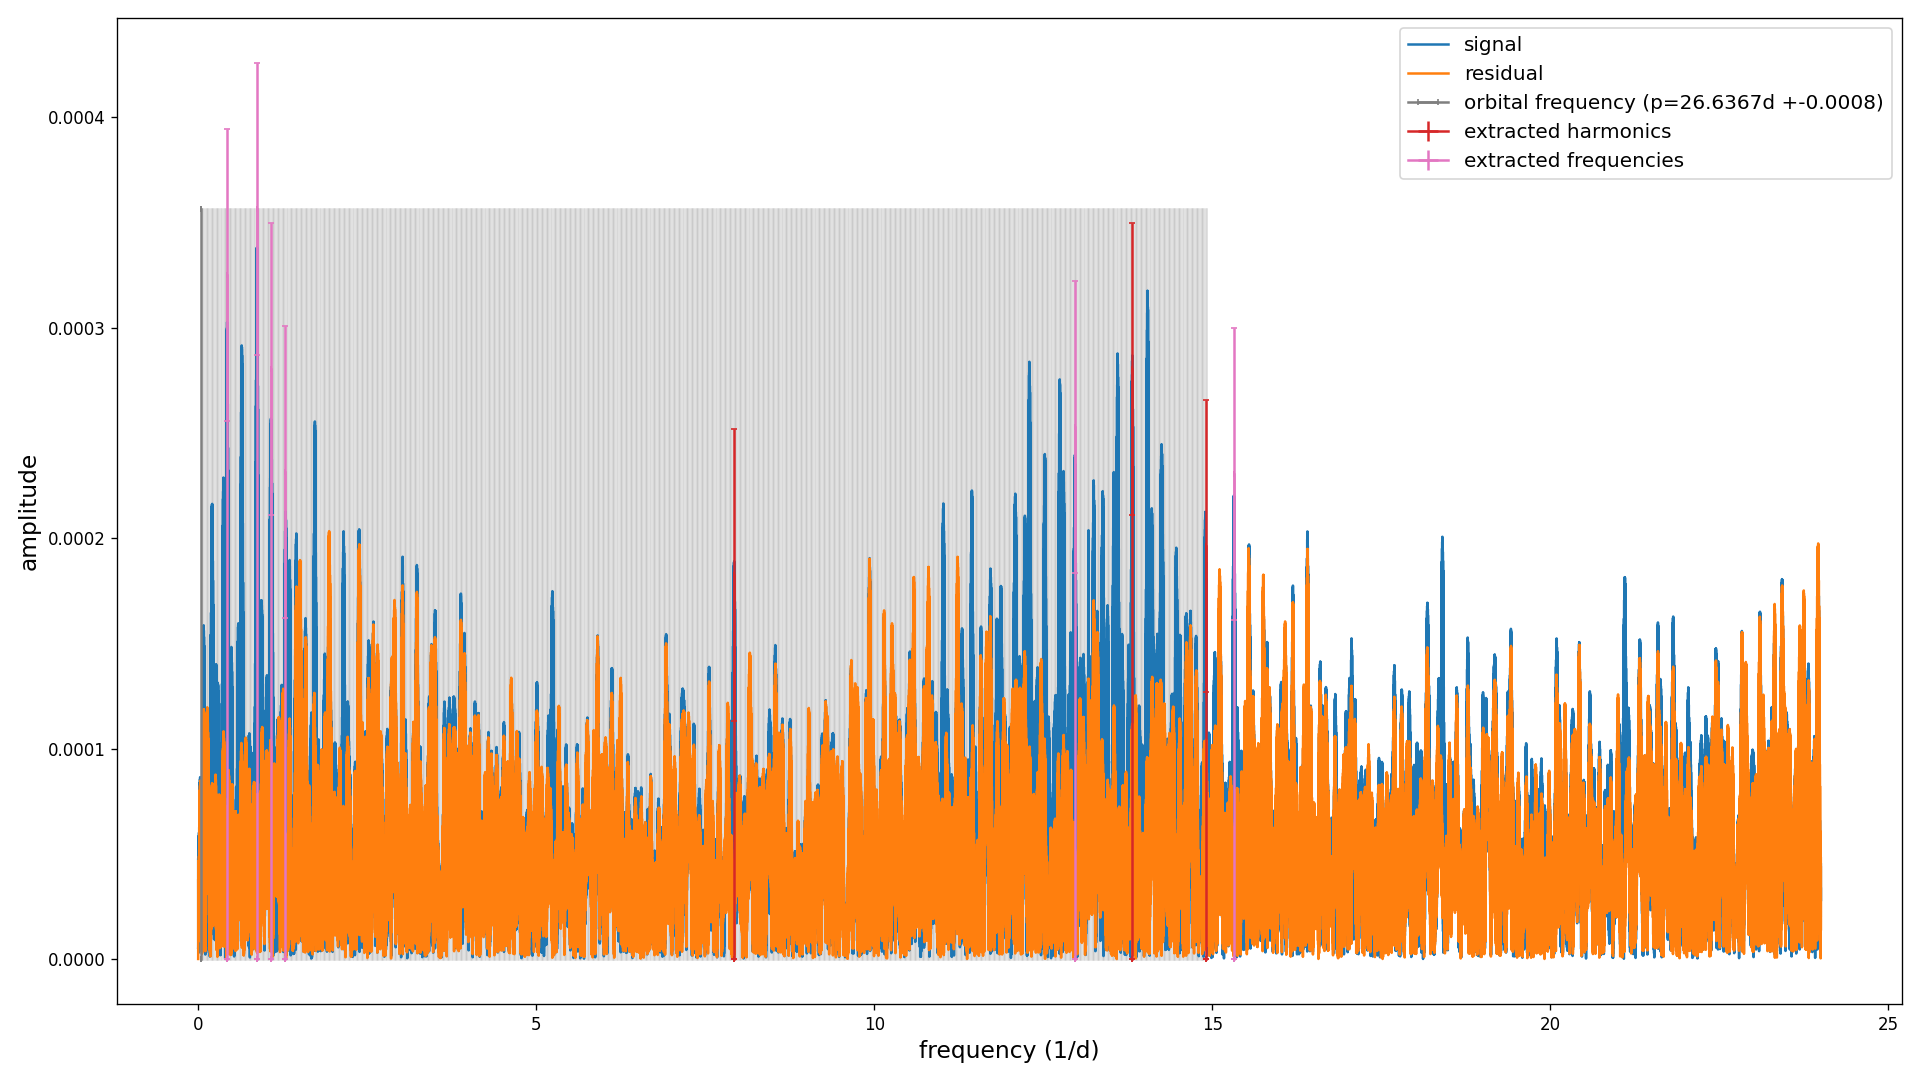 signal
residual
orbital frequency (p=26.6367d +-0.0008)
extracted harmonics
extracted frequencies
amplitude
0.0004
0.0003
0.0002
0.0001
0.0000
0 5 10 15 20 25
frequency (1/d)